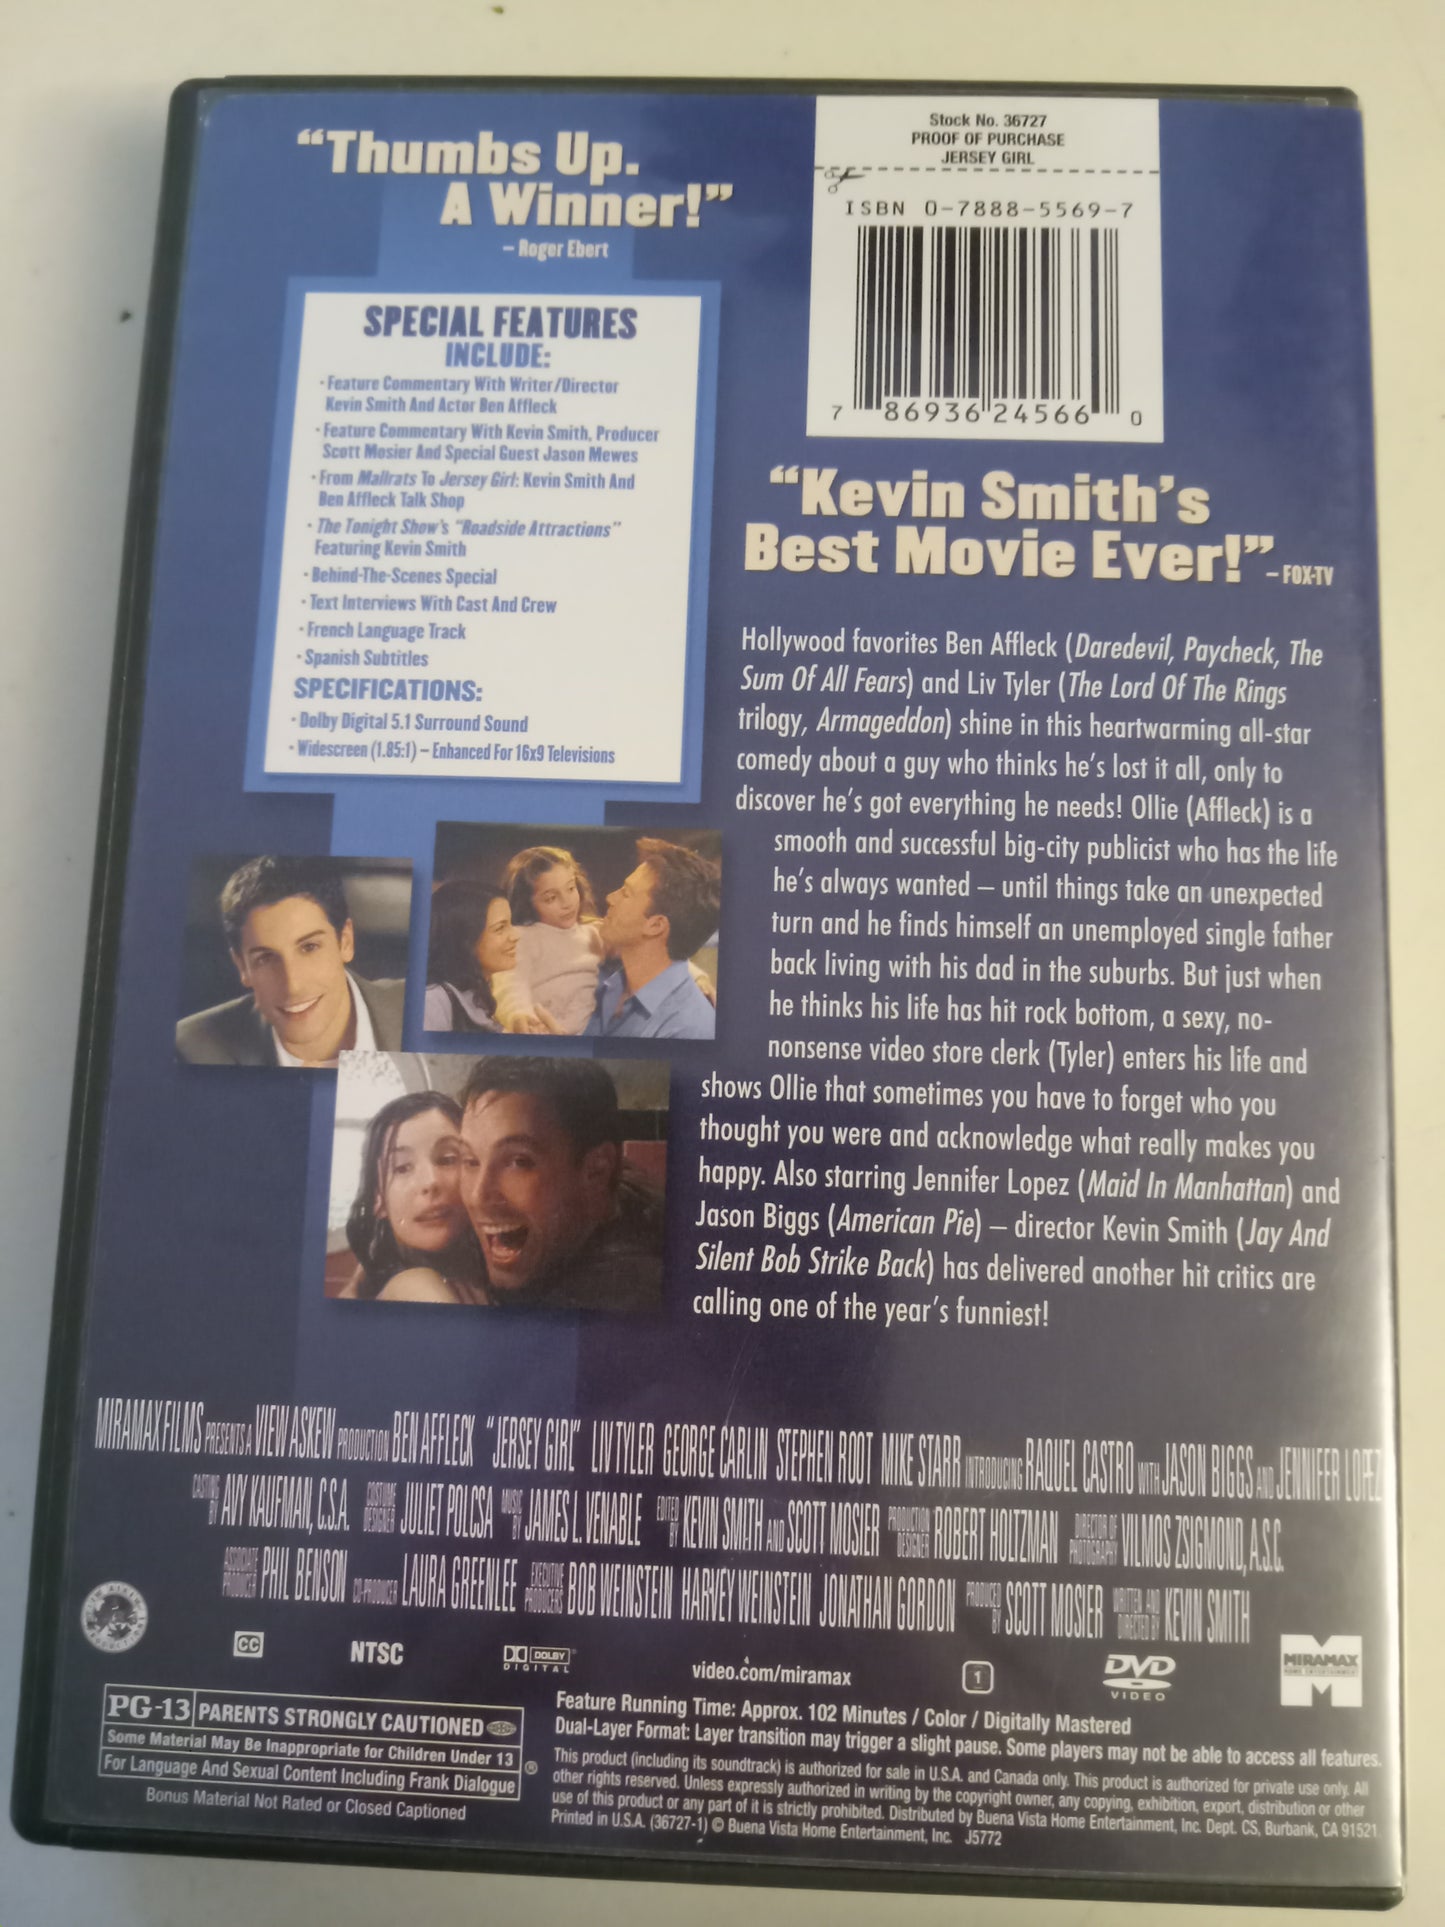 “Thumbs Up.
A Winner!”
– Roger Ebert
Stock No. 36727
PROOF OF PURCHASE
JERSEY GIRL
ISBN 0-7888-5569-7
7 86936 24566 0
SPECIAL FEATURES
INCLUDE:
• Feature Commentary With Writer/Director
Kevin Smith And Actor Ben Affleck
• Feature Commentary With Kevin Smith, Producer
Scott Mosier And Special Guest Jason Mewes
• From Mallrats To Jersey Girl: Kevin Smith And
Ben Affleck Talk Shop
• The Tonight Show's "Roadside Attractions"
Featuring Kevin Smith
• Behind-The-Scenes Special
• Text Interviews With Cast And Crew
• French Language Track
• Spanish Subtitles
SPECIFICATIONS:
• Dolby Digital 5.1 Surround Sound
• Widescreen (1.85:1) – Enhanced For 16x9 Televisions
“Kevin Smith’s
Best Movie Ever!” – FOX-TV
Hollywood favorites Ben Affleck (Daredevil, Paycheck, The
Sum Of All Fears) and Liv Tyler (The Lord Of The Rings
trilogy, Armageddon) shine in this heartwarming all-star
comedy about a guy who thinks he’s lost it all, only to
discover he’s got everything he needs! Ollie (Affleck) is a
smooth and successful big-city publicist who has the life
he’s always wanted – until things take an unexpected
turn and he finds himself an unemployed single father
back living with his dad in the suburbs. But just when
he thinks his life has hit rock bottom, a sexy, no-
nonsense video store clerk (Tyler) enters his life and
shows Ollie that sometimes you have to forget who you
thought you were and acknowledge what really makes you
happy. Also starring Jennifer Lopez (Maid In Manhattan) and
Jason Biggs (American Pie) – director Kevin Smith (Jay And
Silent Bob Strike Back) has delivered another hit critics are
calling one of the year’s funniest!
MIRAMAX FILMS PRESENTS A VIEW ASKEW PRODUCTION BEN AFFLECK “JERSEY GIRL” LIV TYLER GEORGE CARLIN STEPHEN ROOT MIKE STARR INTRODUCING RAQUEL CASTRO WITH JASON BIGGS AND JENNIFER LOPEZ
CASTING BY AVY KAUFMAN, C.S.A. COSTUME DESIGNER JULIET POLCSA MUSIC BY JAMES L. VENABLE EDITED BY KEVIN SMITH AND SCOTT MOSIER PRODUCTION DESIGNER ROBERT HOLTZMAN DIRECTOR OF PHOTOGRAPHY VILMOS ZSIGMOND, A.S.C.
ASSOCIATE PRODUCER PHIL BENSON CO-PRODUCER LAURA GREENLEE EXECUTIVE PRODUCERS BOB WEINSTEIN HARVEY WEINSTEIN JONATHAN GORDON PRODUCED BY SCOTT MOSIER WRITTEN AND DIRECTED BY KEVIN SMITH
VIEW ASKEW PRODUCTIONS
CC
NTSC
DOLBY
DIGITAL
video.com/miramax
1
DVD
VIDEO
MIRAMAX
HOME ENTERTAINMENT
PG-13 PARENTS STRONGLY CAUTIONED
Some Material May Be Inappropriate for Children Under 13
For Language And Sexual Content Including Frank Dialogue ®
Bonus Material Not Rated or Closed Captioned
Feature Running Time: Approx. 102 Minutes / Color / Digitally Mastered
Dual-Layer Format: Layer transition may trigger a slight pause. Some players may not be able to access all features.
This product (including its soundtrack) is authorized for sale in U.S.A. and Canada only. This product is authorized for private use only. All
other rights reserved. Unless expressly authorized in writing by the copyright owner, any copying, exhibition, export, distribution or other
use of this product or any part of it is strictly prohibited. Distributed by Buena Vista Home Entertainment, Inc. Dept. CS, Burbank, CA 91521.
Printed in U.S.A. (36727-1) © Buena Vista Home Entertainment, Inc. J5772